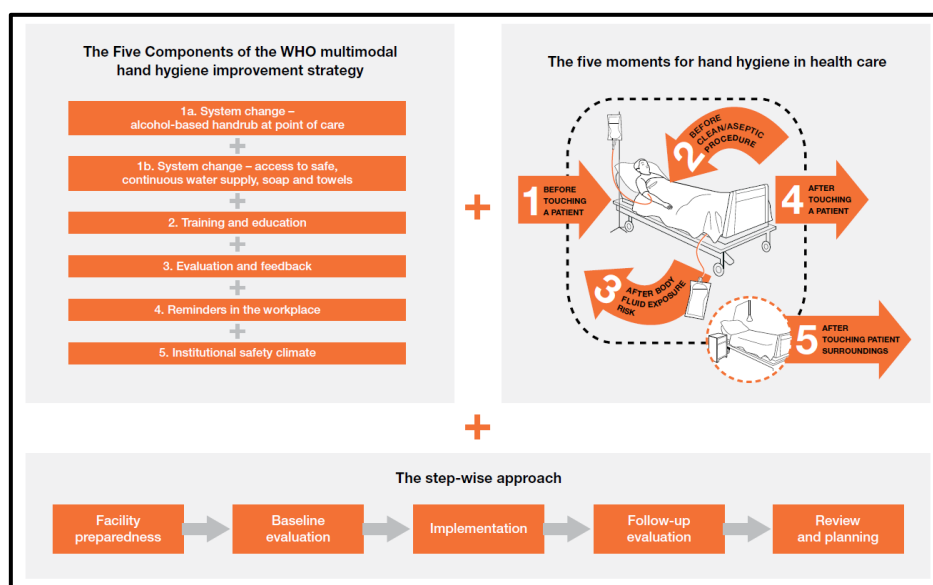 The Five Components of the WHO multimodal
hand hygiene improvement strategy
1a. System change –
alcohol-based handrub at point of care
+
1b. System change – access to safe,
continuous water supply, soap and towels
+
2. Training and education
+
3. Evaluation and feedback
+
4. Reminders in the workplace
+
5. Institutional safety climate
+
The five moments for hand hygiene in health care
1
BEFORE
TOUCHING
A PATIENT
2
BEFORE
CLEAN/ASEPTIC
PROCEDURE
3
AFTER BODY
FLUID EXPOSURE
RISK
4
AFTER
TOUCHING
A PATIENT
5
AFTER
TOUCHING PATIENT
SURROUNDINGS
+
The step-wise approach
Facility
preparedness
Baseline
evaluation
Implementation
Follow-up
evaluation
Review
and planning